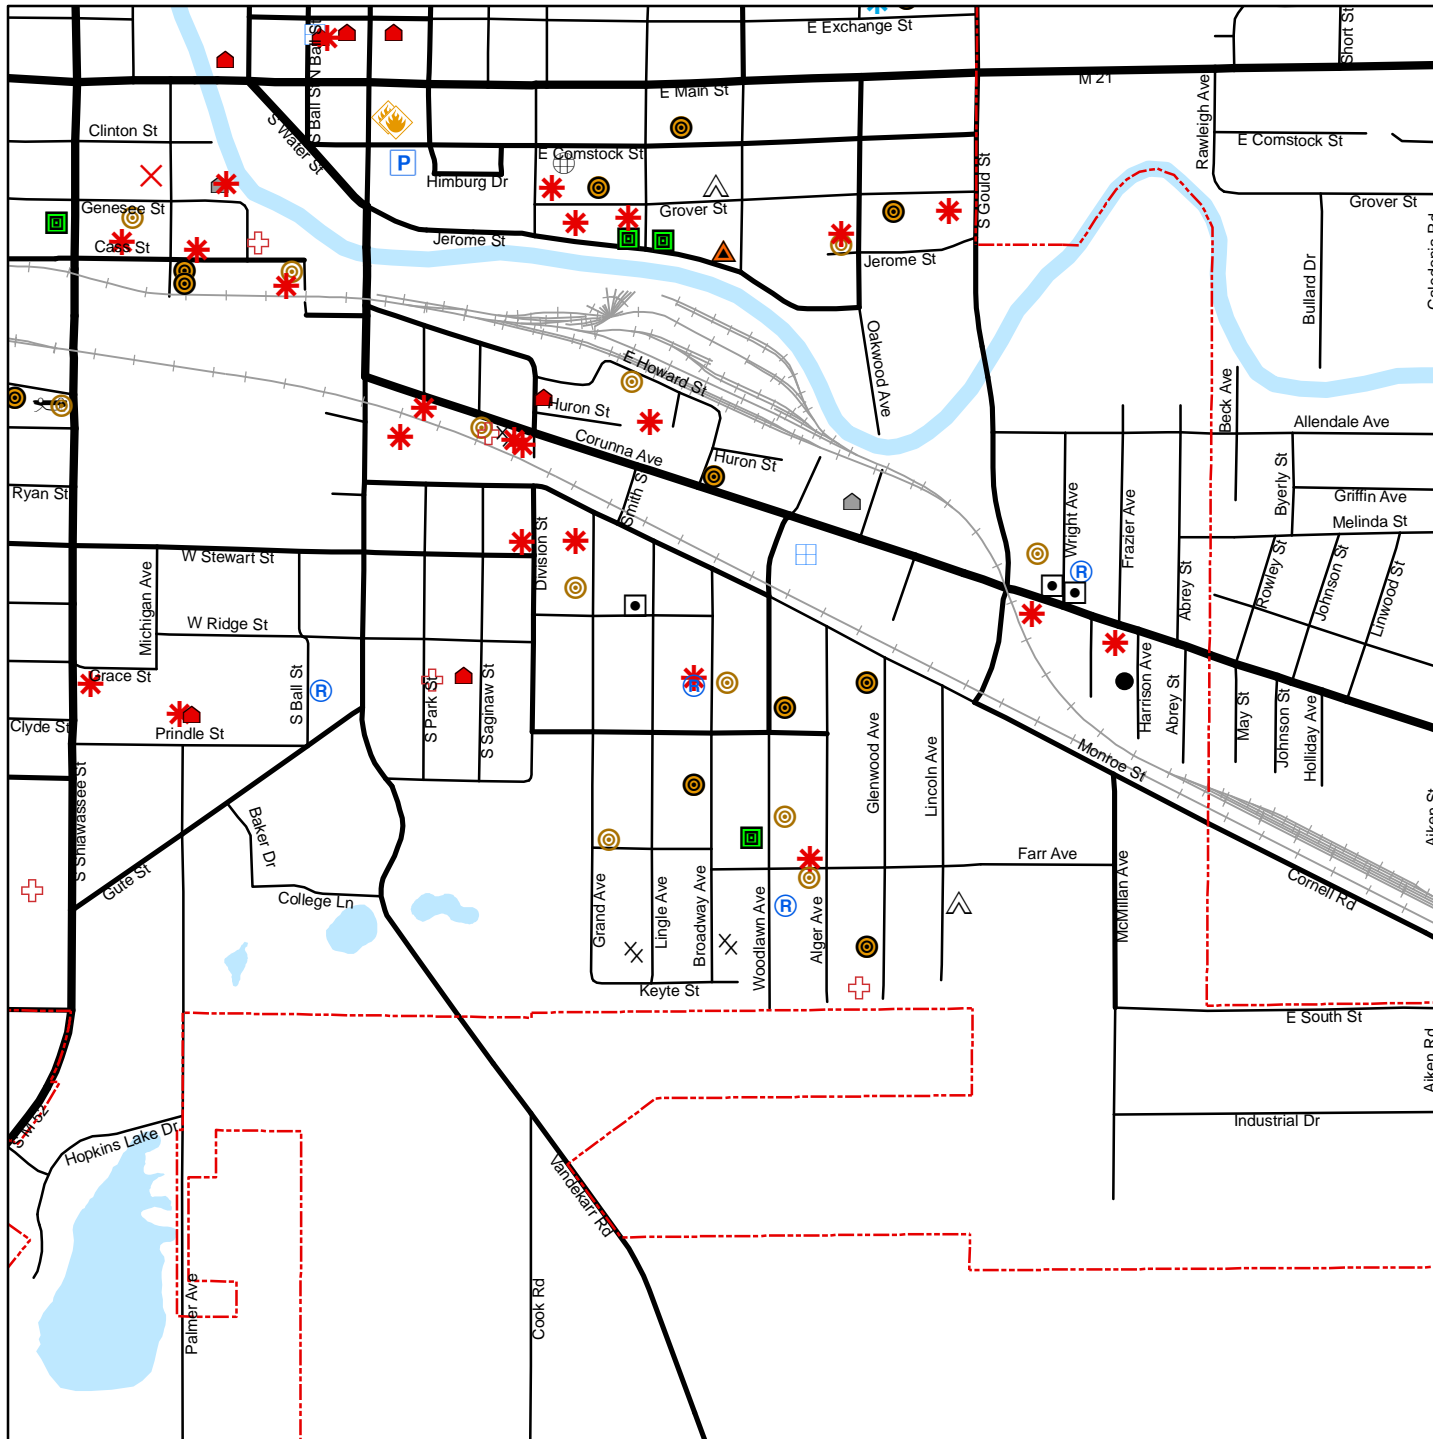 E Exchange St
Short St
S Ball St
N Ball St
M 21
E Main St
Rawleigh Ave
Clinton St
S Water St
P
E Comstock St
E Comstock St
Himburg Dr
S Gould St
Genesee St
Grover St
Grover St
Cass St
Jerome St
Jerome St
Bullard Dr
Oakwood Ave
E Howard St
Huron St
Beck Ave
Allendale Ave
Corunna Ave
Huron St
Ryan St
Smith S
Byerly St
Griffin Ave
Melinda St
Wright Ave
Frazier Ave
W Stewart St
Division St
R
Michigan Ave
Abrey St
Rowley St
Johnson St
Linwood St
W Ridge St
Grace St
S Ball St
R
S Park St
S Saginaw St
R
Harrison Ave
Abrey St
May St
Johnson St
Holliday Ave
Clyde St
Prindle St
Glenwood Ave
Lincoln Ave
Monroe St
S Shiawassee St
Baker Dr
Aiken St
Gute St
College Ln
Farr Ave
McMillan Ave
Cornell Rd
Grand Ave
Lingle Ave
Broadway Ave
Woodlawn Ave
R
Alger Ave
Keyte St
E South St
Aiken Rd
S M 52
Hopkins Lake Dr
Industrial Dr
Vandekarr Rd
Palmer Ave
Cook Rd